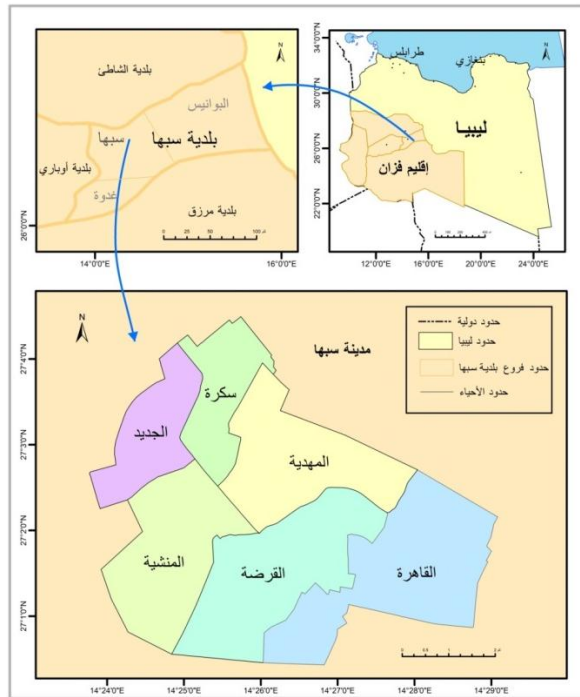 N
بلدية الشاطئ
البوانيس
سبها
بلدية سبها
بلدية أوباري
غدوة
بلدية مرزق
26°0'0"N
14°0'0"E
16°0'0"E
0 25 50 100
34°0'0"N
30°0'0"N
26°0'0"N
22°0'0"N
طرابلس
بنغازي
N
ليبيا
إقليم فزان
12°0'0"E
16°0'0"E
20°0'0"E
24°0'0"E
N
مدينة سبها
حدود دولية
حدود ليبيا
حدود فروع بلدية سبها
حدود الأحياء
27°4'0"N
27°3'0"N
27°2'0"N
27°1'0"N
سكرة
الجديد
المهدية
المنشية
القرضة
القاهرة
14°24'0"E
14°25'0"E
14°26'0"E
14°27'0"E
14°28'0"E
14°29'0"E